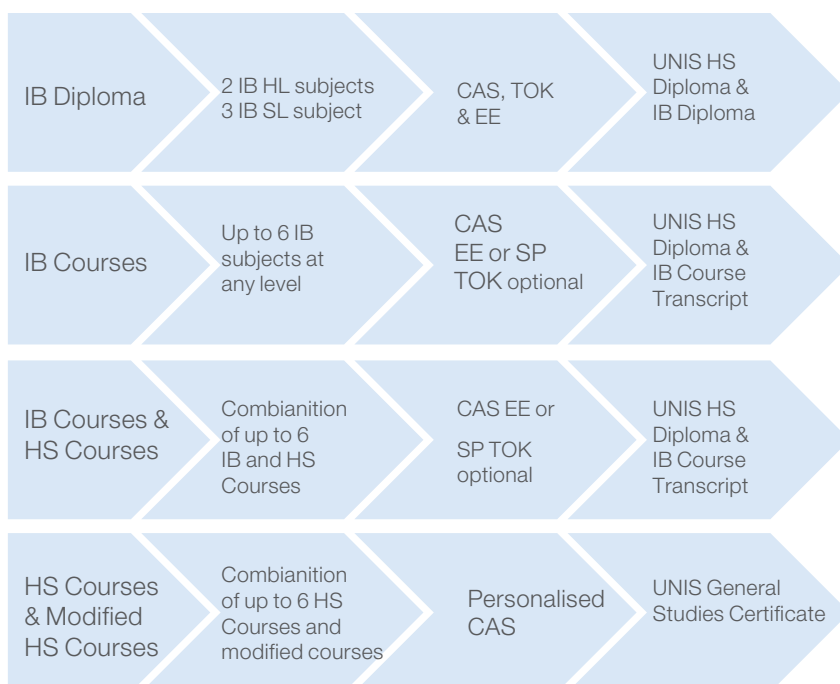 IB Diploma
2 IB HL subjects
3 IB SL subject
CAS, TOK
& EE
UNIS HS
Diploma &
IB Diploma
IB Courses
Up to 6 IB
subjects at
any level
CAS
EE or SP
TOK optional
UNIS HS
Diploma &
IB Course
Transcript
IB Courses &
HS Courses
Combianition
of up to 6
IB and HS
Courses
CAS EE or
SP TOK
optional
UNIS HS
Diploma &
IB Course
Transcript
HS Courses
& Modified
HS Courses
Combianition
of up to 6 HS
Courses and
modified courses
Personalised
CAS
UNIS General
Studies Certificate